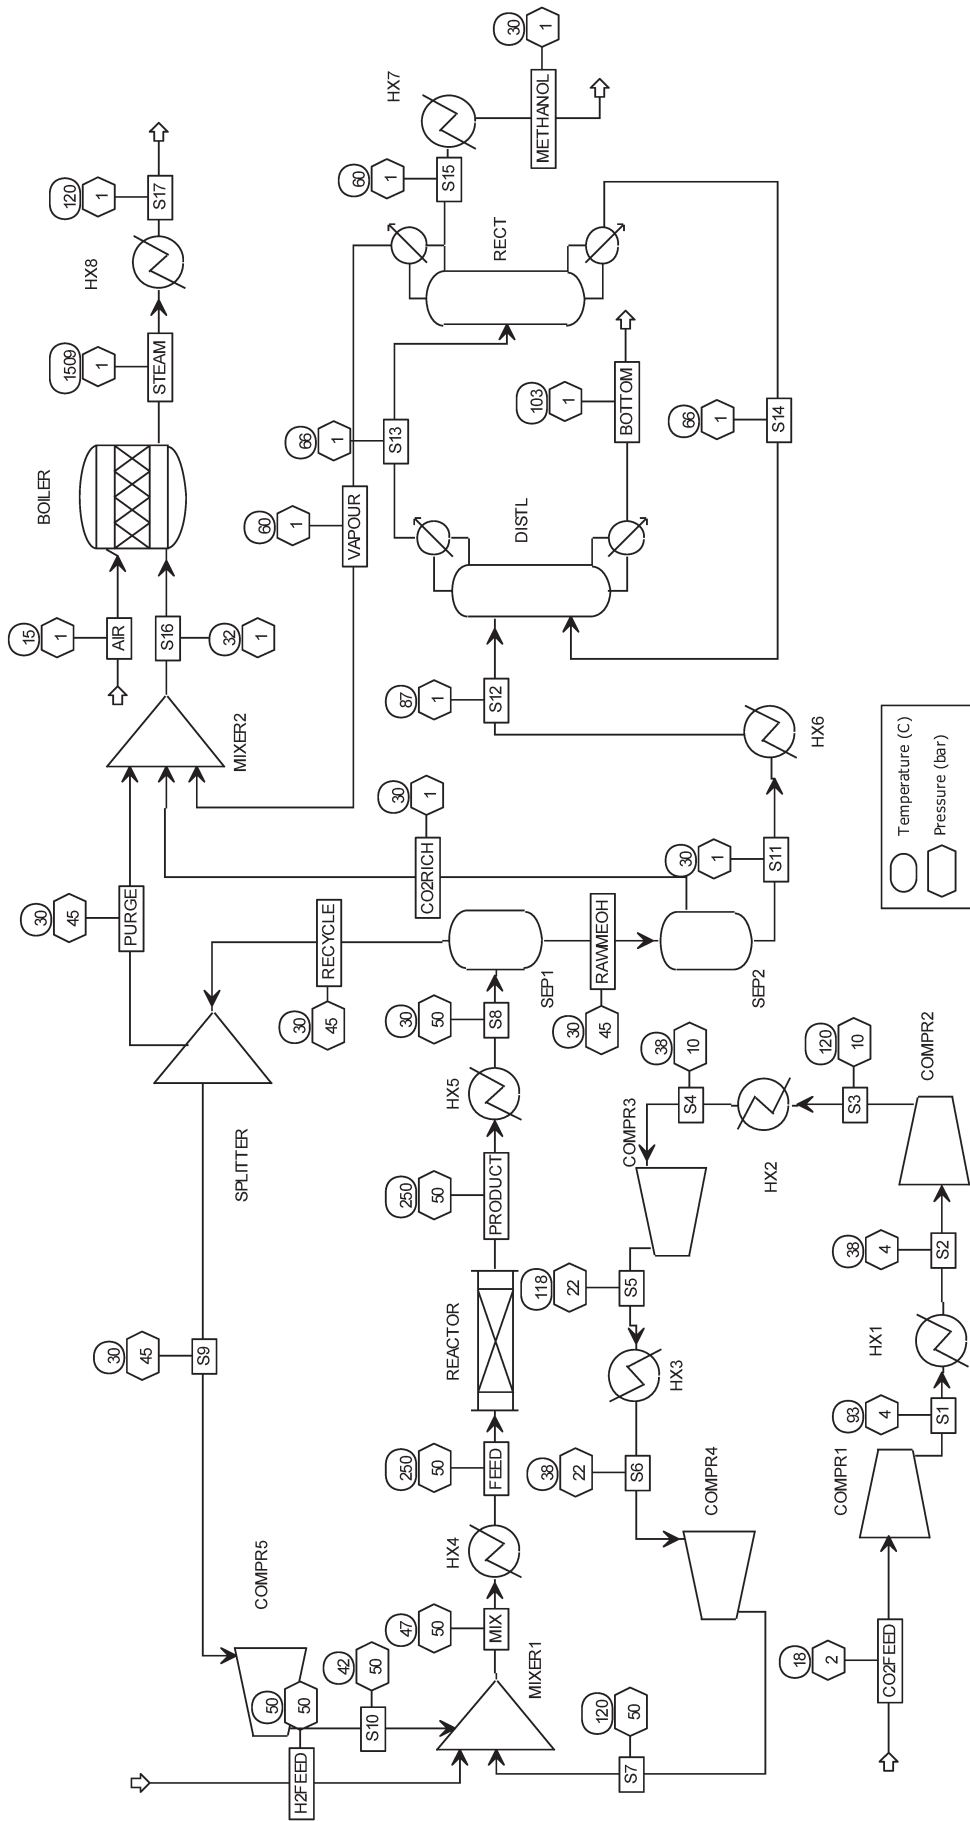 H2FEED
50
50
COMPR5
30
45
S9
SPLITTER
30
45
PURGE
MIXER2
15
1
AIR
S16
32
1
BOILER
1509
1
STEAM
HX8
120
1
S17
42
50
S10
30
45
RECYCLE
60
1
VAPOUR
MIXER1
47
50
MIX
HX4
250
50
FEED
REACTOR
250
50
PRODUCT
HX5
30
50
S8
SEP1
30
1
CO2RICH
87
1
S12
DISTL
66
1
S13
RECT
60
1
S15
HX7
30
1
METHANOL
30
45
RAWMEOH
SEP2
103
1
BOTTOM
120
50
S7
COMPR4
38
22
S6
HX3
118
22
S5
COMPR3
38
10
S4
HX2
30
1
S11
HX6
66
1
S14
18
2
CO2FEED
COMPR1
93
4
S1
HX1
38
4
S2
COMPR2
120
10
S3
Temperature (C)
Pressure (bar)